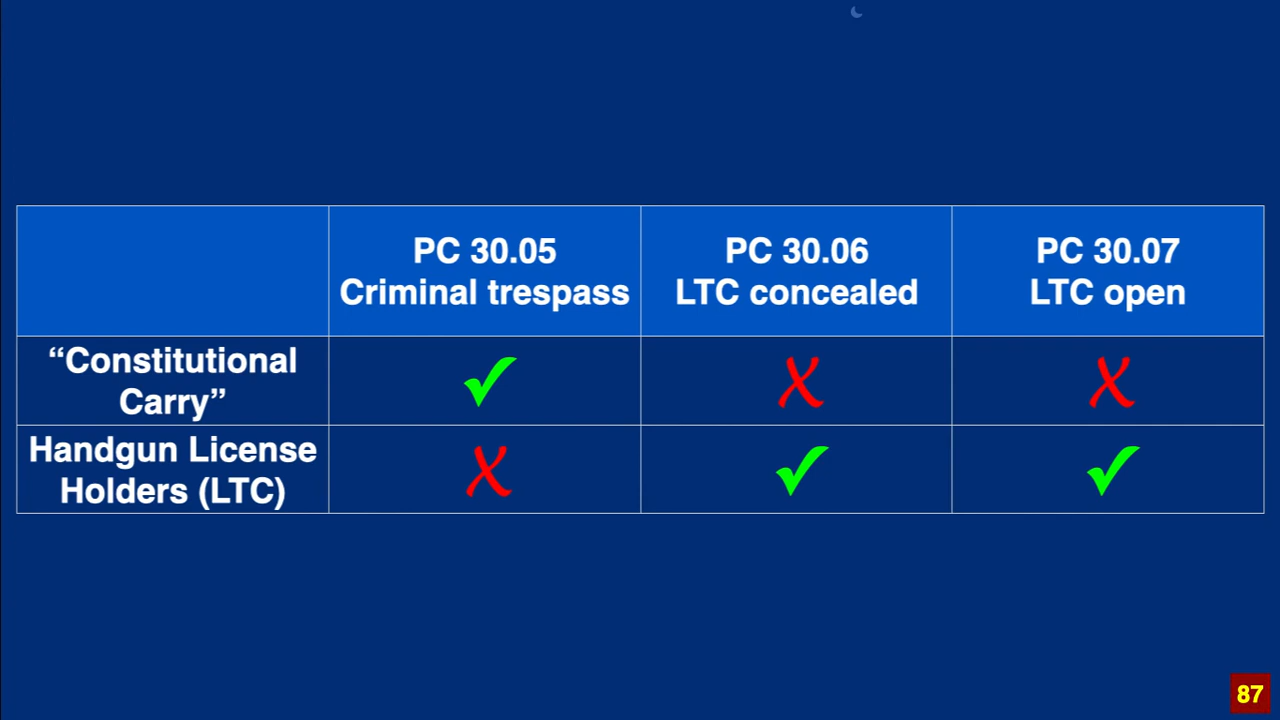 PC 30.05
Criminal trespass
PC 30.06
LTC concealed
PC 30.07
LTC open
“Constitutional
Carry”
✓
✗
✗
Handgun License
Holders (LTC)
✗
✓
✓
87